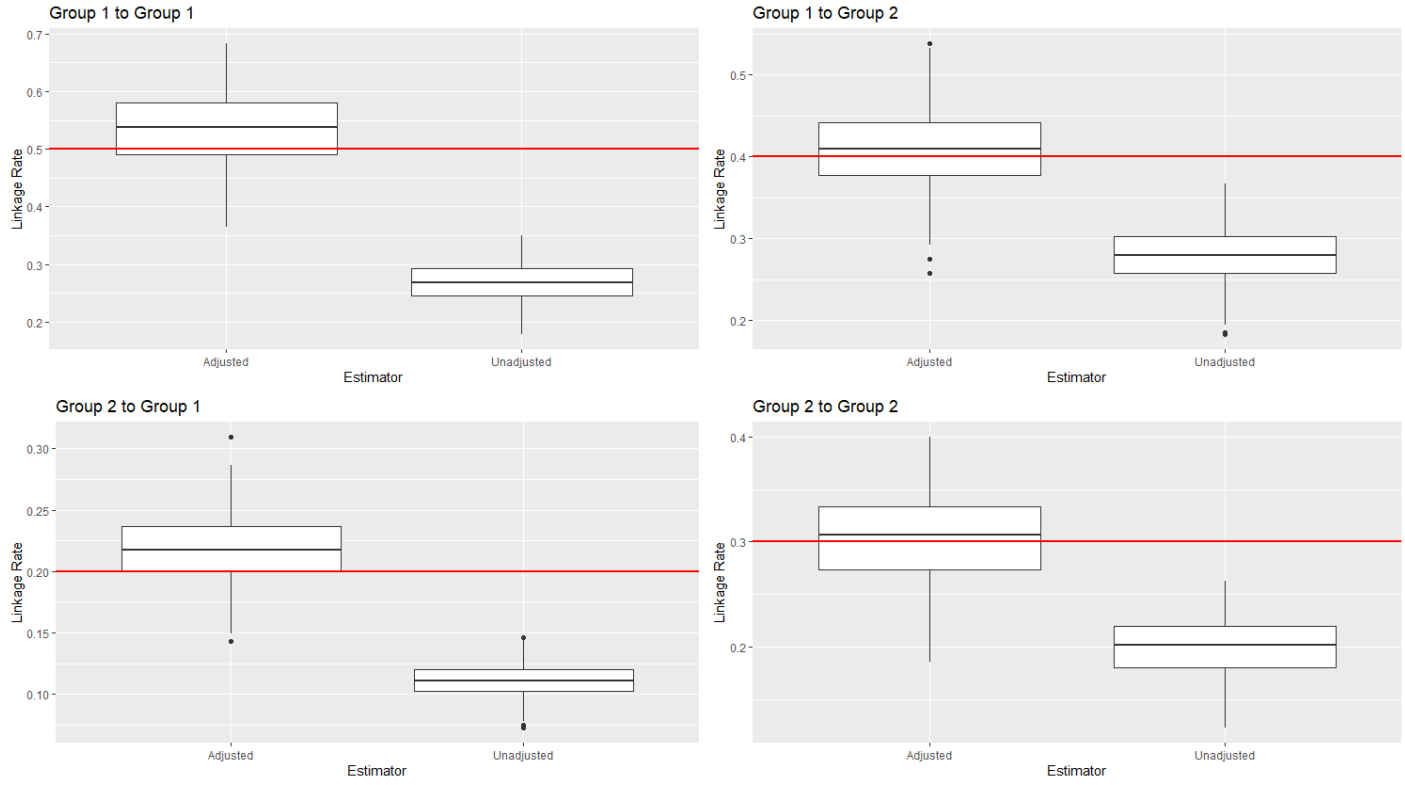 Group 1 to Group 1
0.7
0.6
0.5
0.4
0.3
0.2
Linkage Rate
Adjusted
Unadjusted
Estimator
Group 1 to Group 2
0.5
0.4
0.3
0.2
Linkage Rate
Adjusted
Unadjusted
Estimator
Group 2 to Group 1
0.30
0.25
0.20
0.15
0.10
Linkage Rate
Adjusted
Unadjusted
Estimator
Group 2 to Group 2
0.4
0.3
0.2
Linkage Rate
Adjusted
Unadjusted
Estimator